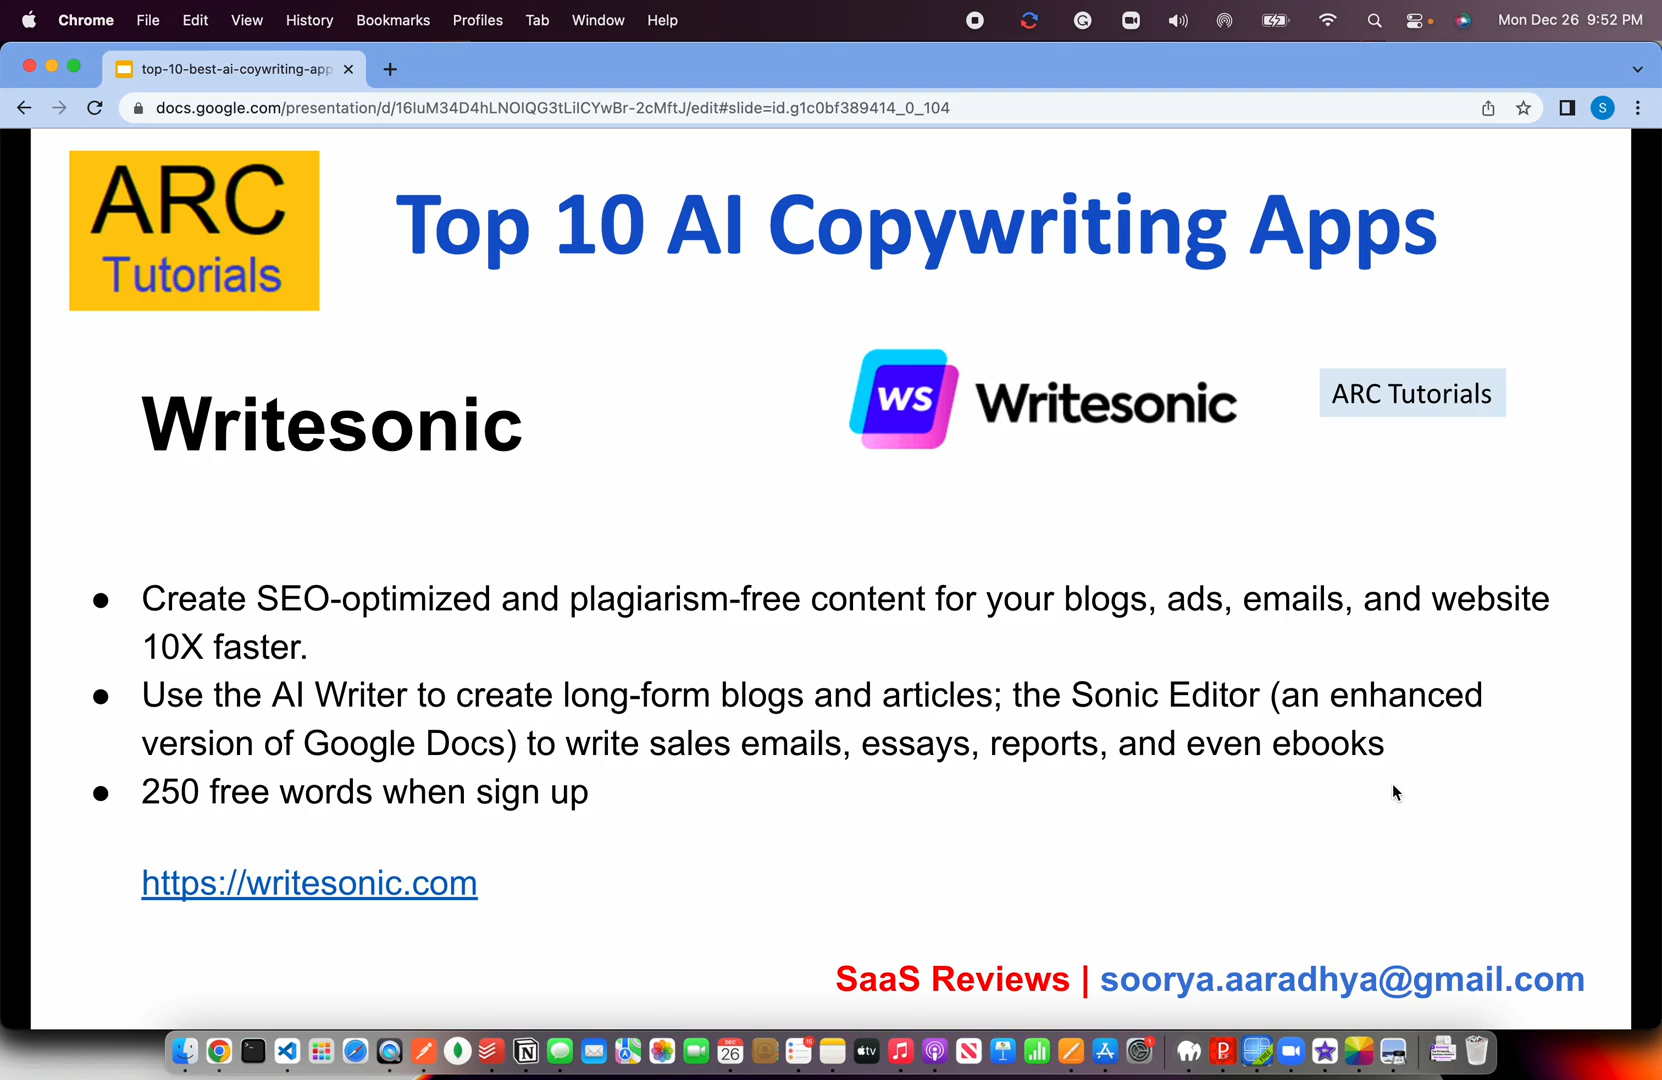 Chrome File Edit View History Bookmarks Profiles Tab Window Help Mon Dec 26 9:52 PM
top-10-best-ai-coywriting-app
docs.google.com/presentation/d/16IuM34D4hLNOIQG3tLilCYwBr-2cMftJ/edit#slide=id.g1c0bf389414_0_104
S
ARC
Tutorials
Top 10 AI Copywriting Apps
Writesonic
WS Writesonic
ARC Tutorials
● Create SEO-optimized and plagiarism-free content for your blogs, ads, emails, and website
10X faster.
● Use the AI Writer to create long-form blogs and articles; the Sonic Editor (an enhanced
version of Google Docs) to write sales emails, essays, reports, and even ebooks
● 250 free words when sign up
https://writesonic.com
SaaS Reviews | soorya.aaradhya@gmail.com
DEC
26
tv